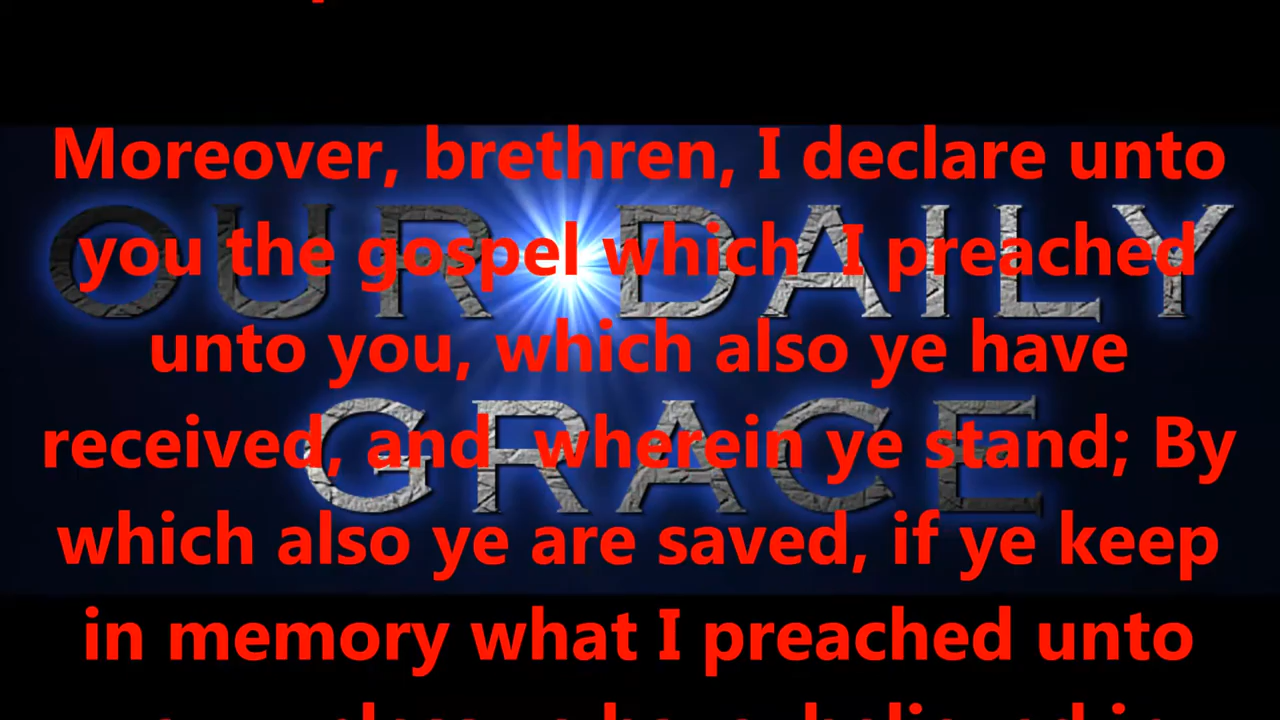 Moreover, brethren, I declare unto
you the gospel which I preached
unto you, which also ye have
received, and wherein ye stand; By
which also ye are saved, if ye keep
in memory what I preached unto
OUR DAILY
GRACE